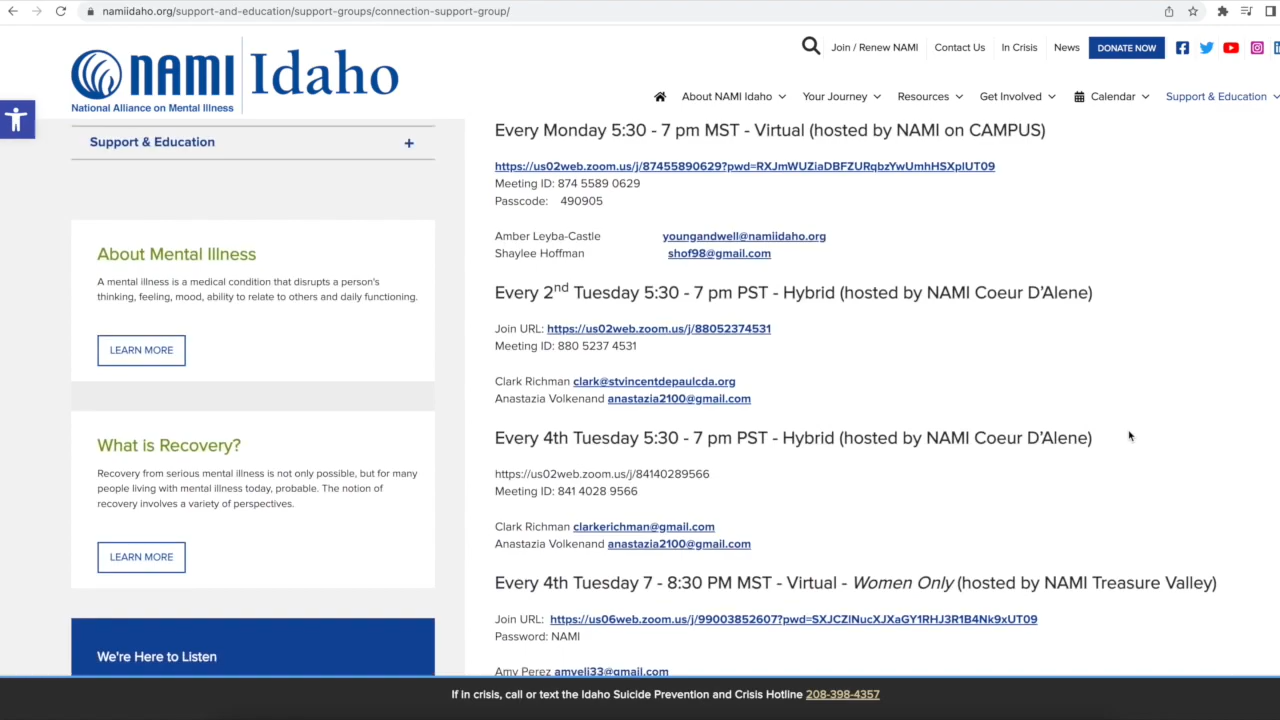 namiidaho.org/support-and-education/support-groups/connection-support-group/
NAMI Idaho
National Alliance on Mental Illness
Join / Renew NAMI
Contact Us
In Crisis
News
DONATE NOW
About NAMI Idaho
Your Journey
Resources
Get Involved
Calendar
Support & Education
Support & Education
About Mental Illness
A mental illness is a medical condition that disrupts a person's
thinking, feeling, mood, ability to relate to others and daily functioning.
LEARN MORE
What is Recovery?
Recovery from serious mental illness is not only possible, but for many
people living with mental illness today, probable. The notion of
recovery involves a variety of perspectives.
LEARN MORE
We're Here to Listen
Every Monday 5:30 - 7 pm MST - Virtual (hosted by NAMI on CAMPUS)
https://us02web.zoom.us/j/87455890629?pwd=RXJmWUZiaDBFZURqbzYwUmhHSXplUT09
Meeting ID: 874 5589 0629
Passcode: 490905
Amber Leyba-Castle youngandwell@namiidaho.org
Shaylee Hoffman shof98@gmail.com
Every 2nd Tuesday 5:30 - 7 pm PST - Hybrid (hosted by NAMI Coeur D'Alene)
Join URL: https://us02web.zoom.us/j/88052374531
Meeting ID: 880 5237 4531
Clark Richman clark@stvincentdepaulcda.org
Anastazia Volkenand anastazia2100@gmail.com
Every 4th Tuesday 5:30 - 7 pm PST - Hybrid (hosted by NAMI Coeur D'Alene)
https://us02web.zoom.us/j/84140289566
Meeting ID: 841 4028 9566
Clark Richman clarkerichman@gmail.com
Anastazia Volkenand anastazia2100@gmail.com
Every 4th Tuesday 7 - 8:30 PM MST - Virtual - Women Only (hosted by NAMI Treasure Valley)
Join URL: https://us06web.zoom.us/j/99003852607?pwd=SXJCZlNucXJXaGY1RHJ3R1B4Nk9xUT09
Password: NAMI
Amy Perez amyeli33@gmail.com
If in crisis, call or text the Idaho Suicide Prevention and Crisis Hotline 208-398-4357